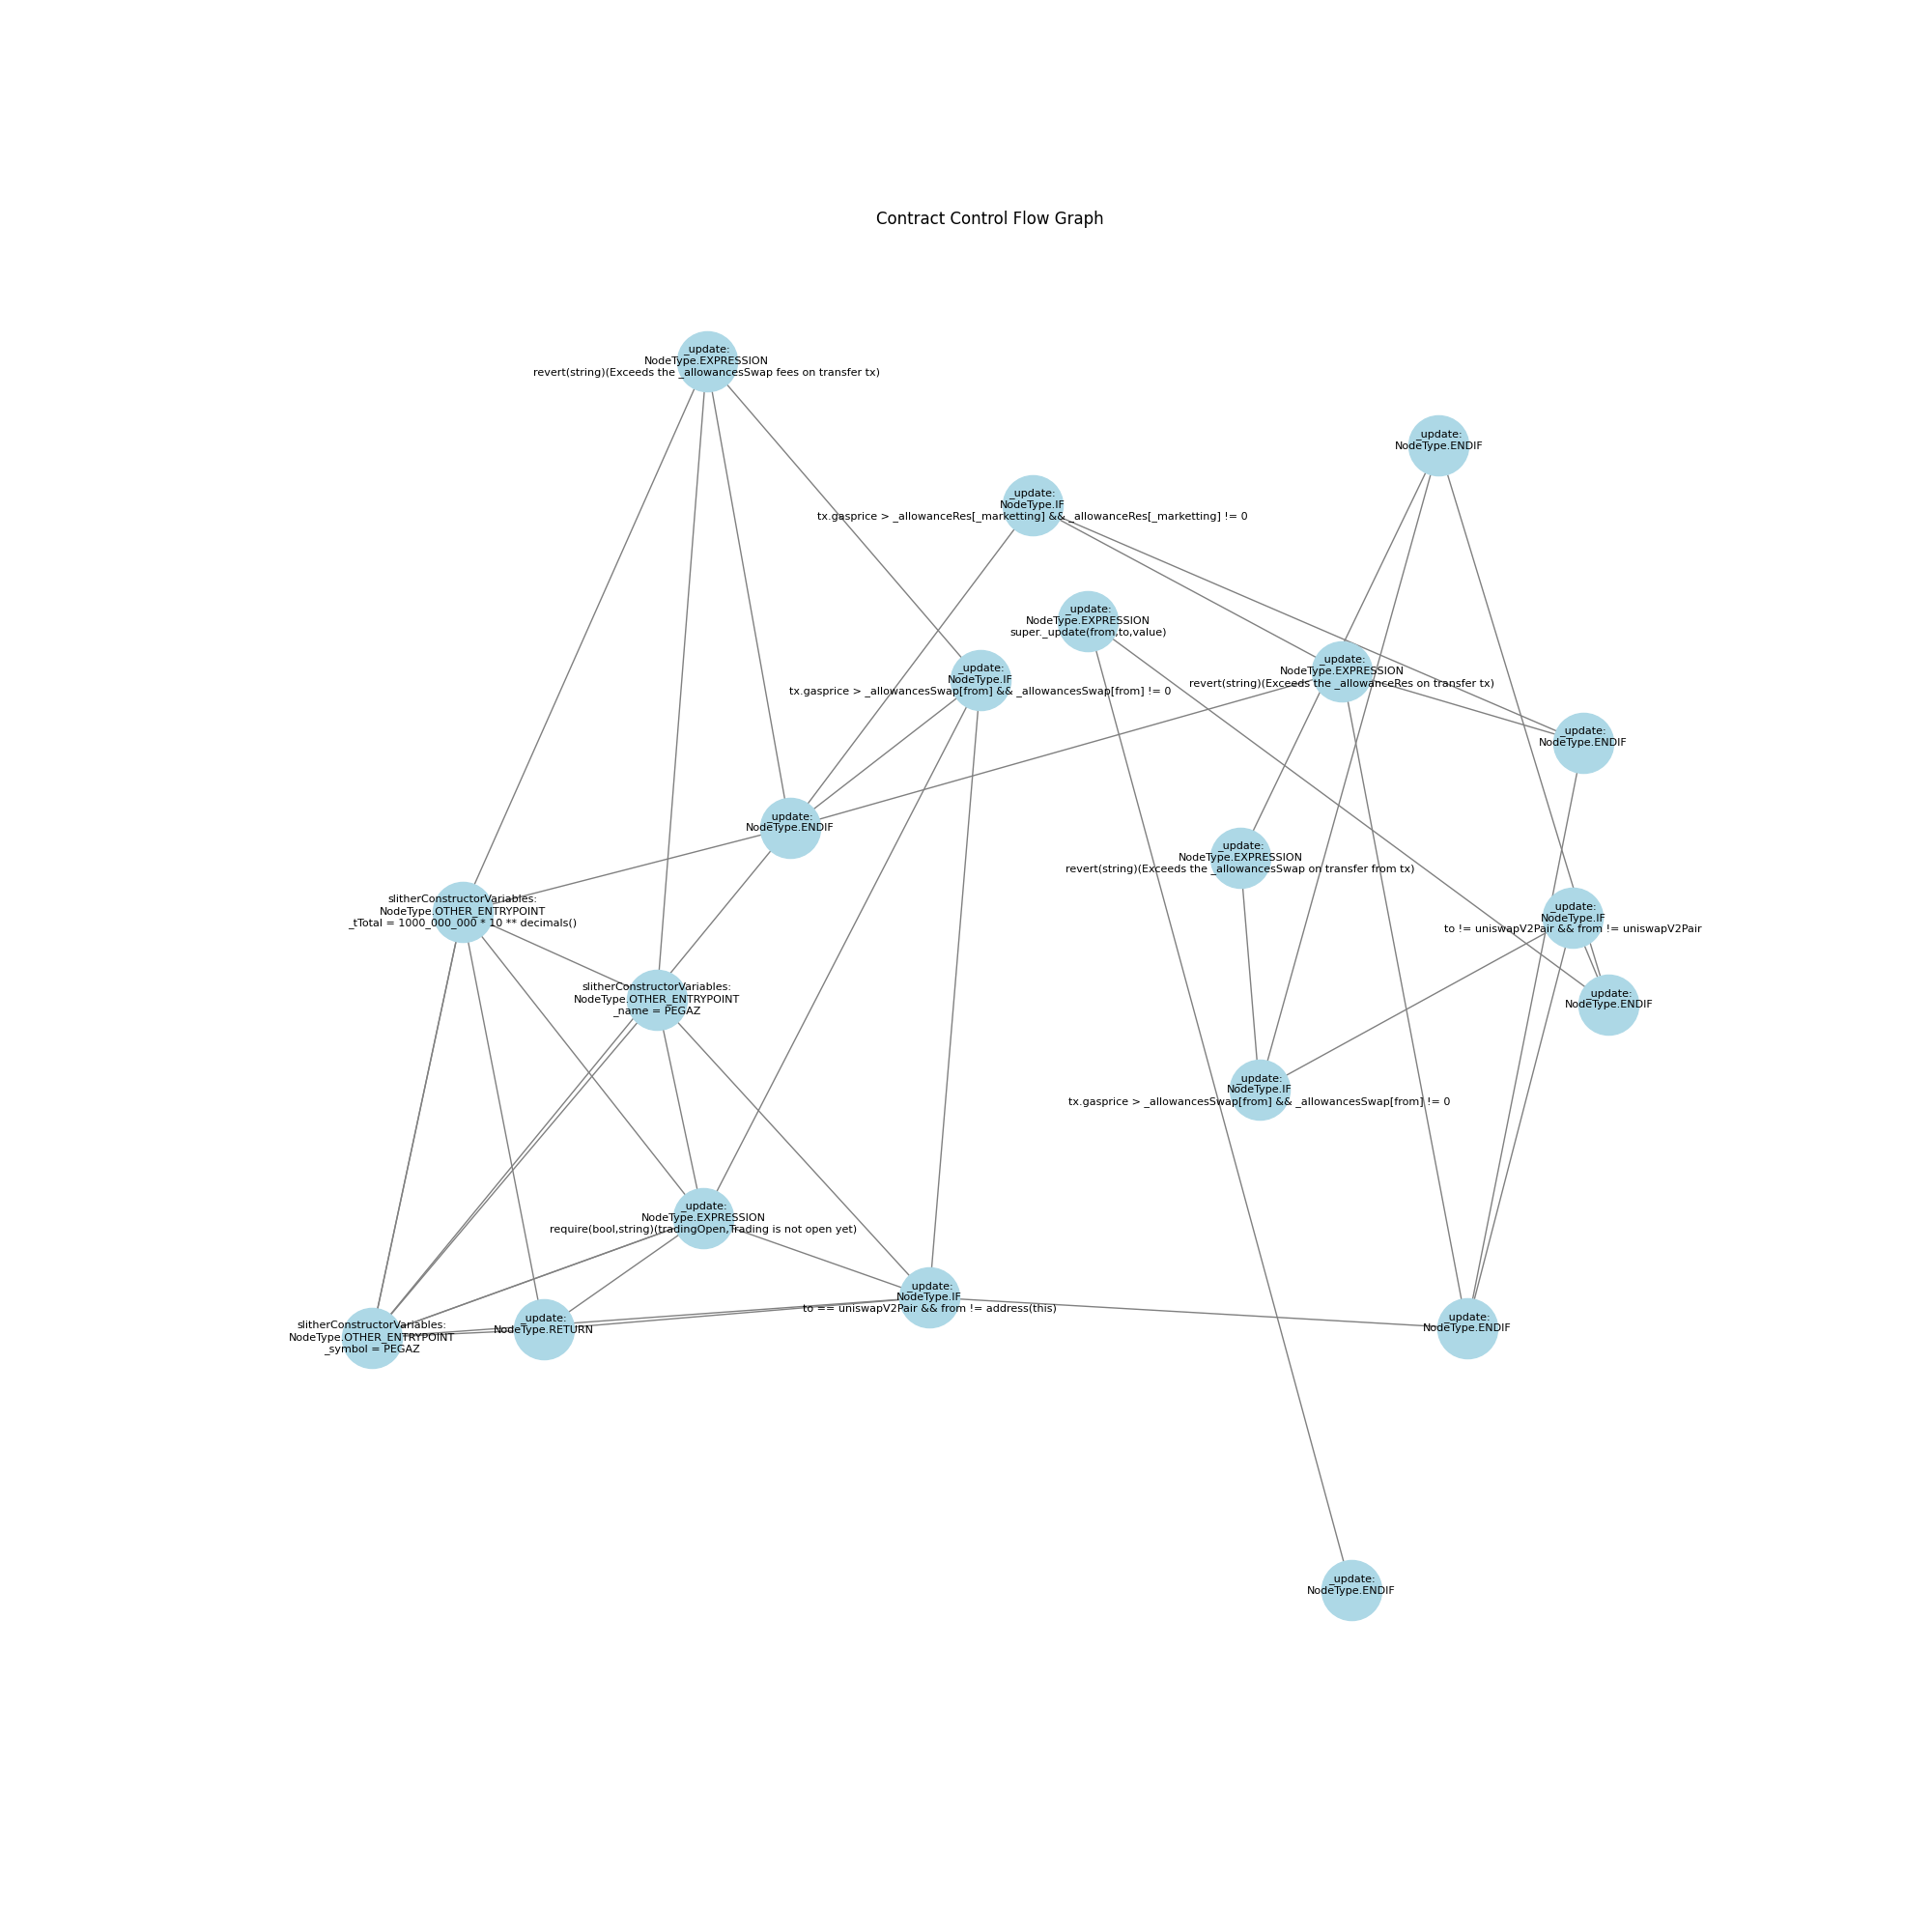 Contract Control Flow Graph
_update:
NodeType.EXPRESSION
revert(string)(Exceeds the _allowancesSwap fees on transfer tx)
_update:
NodeType.ENDIF
_update:
NodeType.IF
tx.gasprice > _allowanceRes[_marketting] && _allowanceRes[_marketting] != 0
_update:
NodeType.EXPRESSION
super._update(from,to,value)
_update:
NodeType.IF
tx.gasprice > _allowancesSwap[from] && _allowancesSwap[from] != 0
_update:
NodeType.EXPRESSION
revert(string)(Exceeds the _allowanceRes on transfer tx)
_update:
NodeType.ENDIF
_update:
NodeType.ENDIF
_update:
NodeType.EXPRESSION
revert(string)(Exceeds the _allowancesSwap on transfer from tx)
slitherConstructorVariables:
NodeType.OTHER_ENTRYPOINT
_tTotal = 1000_000_000 * 10 ** decimals()
_update:
NodeType.IF
to != uniswapV2Pair && from != uniswapV2Pair
slitherConstructorVariables:
NodeType.OTHER_ENTRYPOINT
_name = PEGAZ
_update:
NodeType.ENDIF
_update:
NodeType.IF
tx.gasprice > _allowancesSwap[from] && _allowancesSwap[from] != 0
_update:
NodeType.EXPRESSION
require(bool,string)(tradingOpen,Trading is not open yet)
_update:
NodeType.IF
to == uniswapV2Pair && from != address(this)
slitherConstructorVariables:
NodeType.OTHER_ENTRYPOINT
_symbol = PEGAZ
_update:
NodeType.RETURN
_update:
NodeType.ENDIF
_update:
NodeType.ENDIF